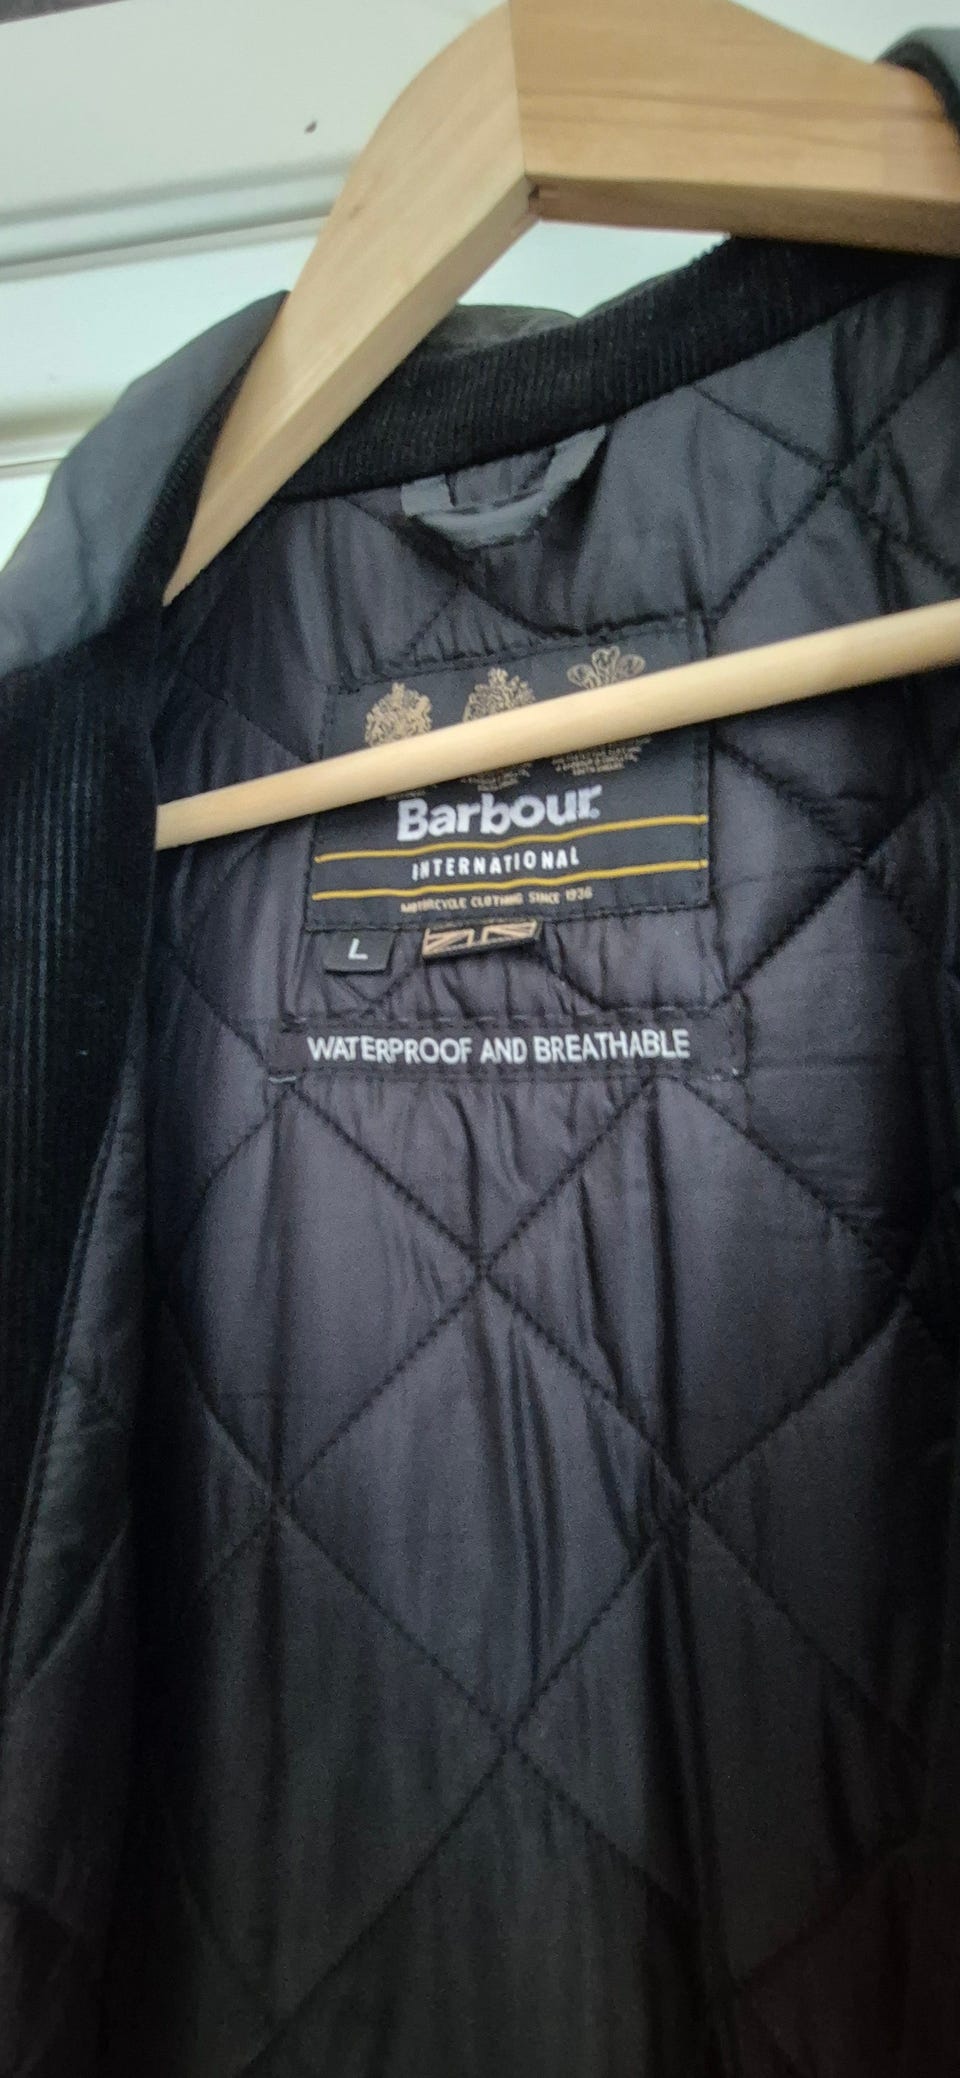 Barbour
INTERNATIONAL
MOTORCYCLE CLOTHING SINCE 1936
L
WATERPROOF AND BREATHABLE